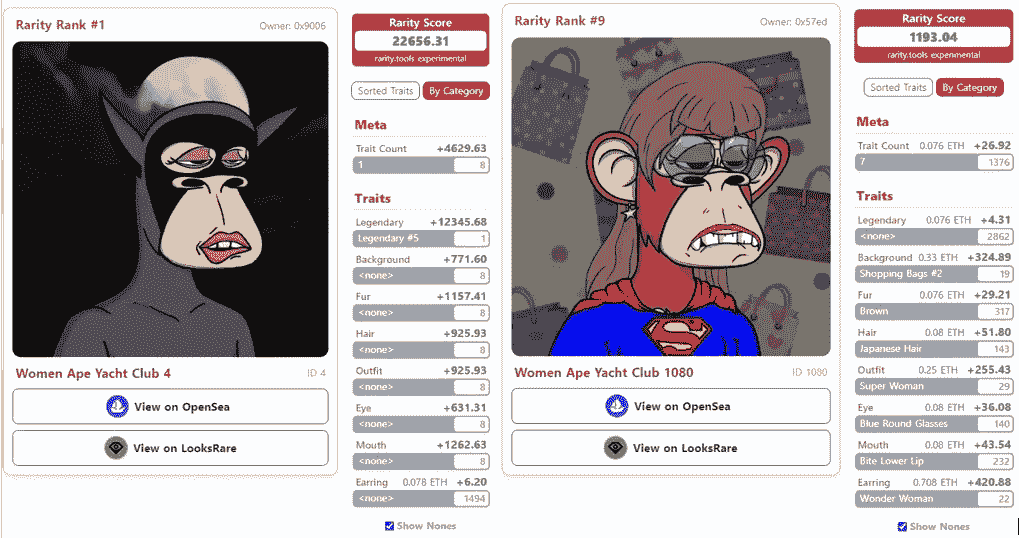 Rarity Rank #1
Owner: 0x9006
Women Ape Yacht Club 4
ID 4
View on OpenSea
View on LooksRare
Rarity Score
22656.31
rarity.tools experimental
Sorted Traits
By Category
Meta
Trait Count +4629.63
1 8
Traits
Legendary +12345.68
Legendary #5 1
Background +771.60
<none> 8
Fur +1157.41
<none> 8
Hair +925.93
<none> 8
Outfit +925.93
<none> 8
Eye +631.31
<none> 8
Mouth +1262.63
<none> 8
Earring 0.078 ETH +6.20
<none> 1494
Show Nones
Rarity Rank #9
Owner: 0x57ed
Women Ape Yacht Club 1080
ID 1080
View on OpenSea
View on LooksRare
Rarity Score
1193.04
rarity.tools experimental
Sorted Traits
By Category
Meta
Trait Count 0.076 ETH +26.92
7 1376
Traits
Legendary 0.076 ETH +4.31
<none> 2862
Background 0.33 ETH +324.89
Shopping Bags #2 19
Fur 0.076 ETH +29.21
Brown 317
Hair 0.08 ETH +51.80
Japanese Hair 143
Outfit 0.25 ETH +255.43
Super Woman 29
Eye 0.08 ETH +36.08
Blue Round Glasses 140
Mouth 0.08 ETH +43.54
Bite Lower Lip 232
Earring 0.708 ETH +420.88
Wonder Woman 22
Show Nones